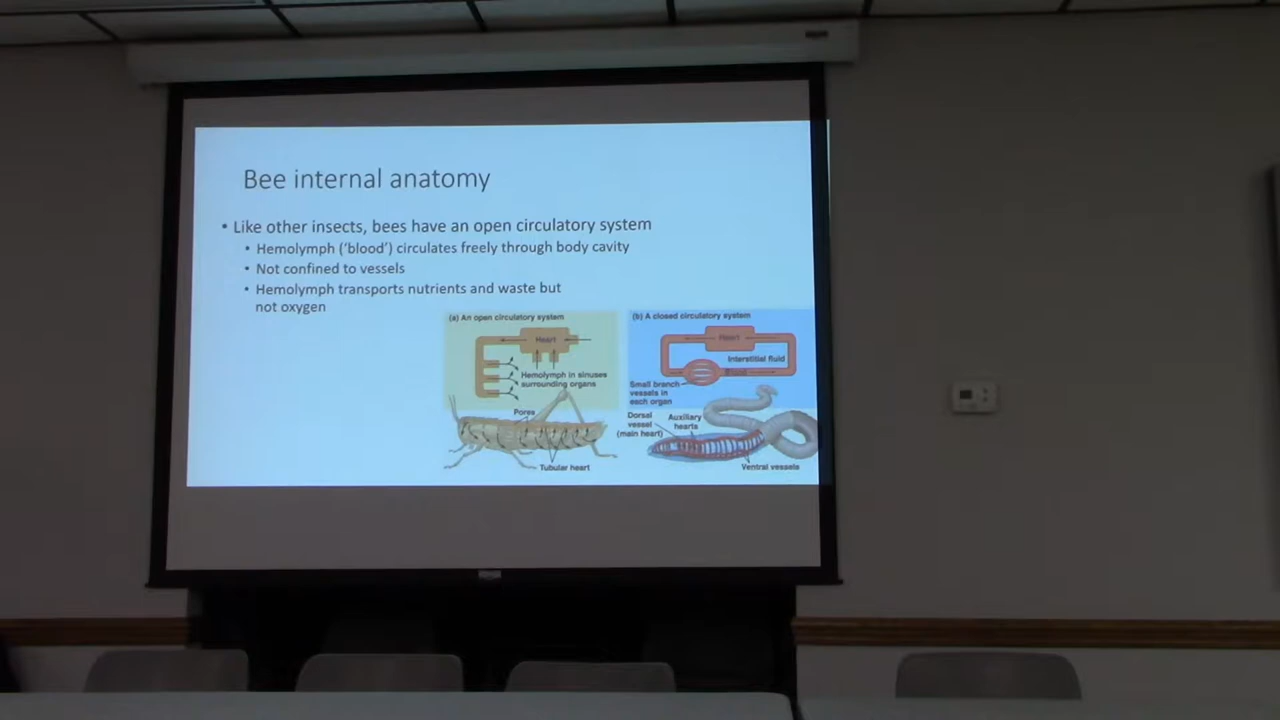 Bee internal anatomy
• Like other insects, bees have an open circulatory system
• Hemolymph (‘blood’) circulates freely through body cavity
• Not confined to vessels
• Hemolymph transports nutrients and waste but
not oxygen
(a) An open circulatory system
Heart
Hemolymph in sinuses
surrounding organs
Pores
Tubular heart
(b) A closed circulatory system
Heart
Interstitial fluid
Blood
Small branch
vessels in
each organ
Dorsal
vessel
(main heart)
Auxiliary
hearts
Ventral vessels